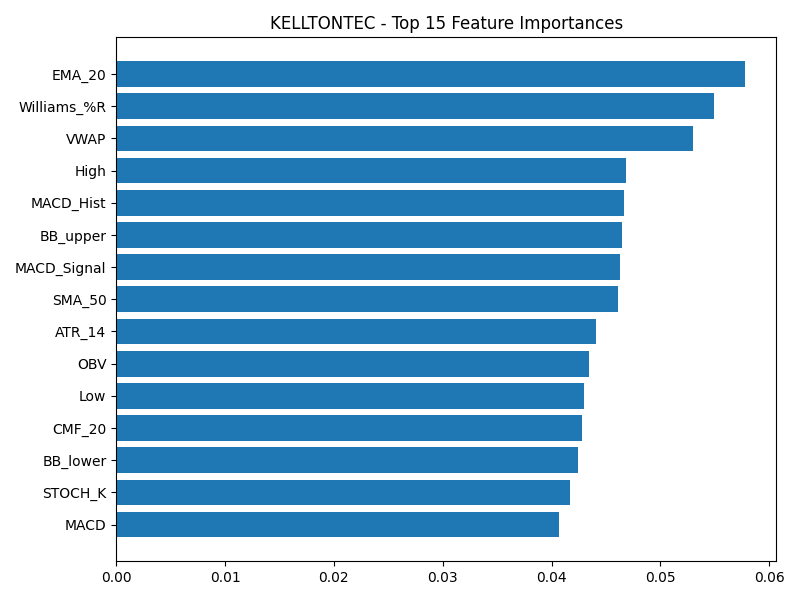 KELLTONTEC - Top 15 Feature Importances
EMA_20
Williams_%R
VWAP
High
MACD_Hist
BB_upper
MACD_Signal
SMA_50
ATR_14
OBV
Low
CMF_20
BB_lower
STOCH_K
MACD
0.00 0.01 0.02 0.03 0.04 0.05 0.06